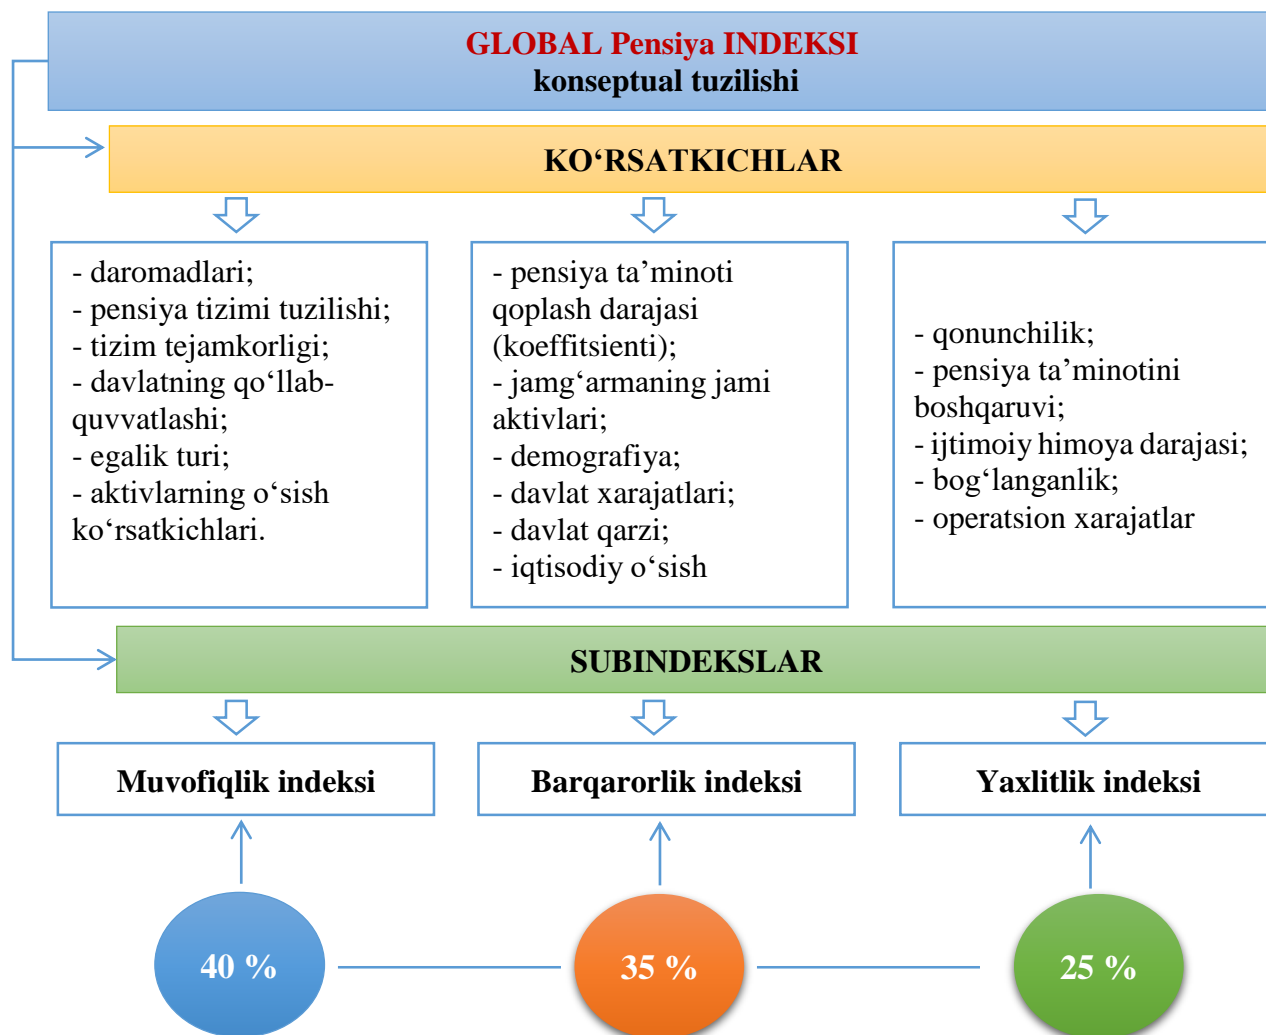 GLOBAL Pensiya INDEKSI
konseptual tuzilishi
KO‘RSATKICHLAR
- daromadlari;
- pensiya tizimi tuzilishi;
- tizim tejamkorligi;
- davlatning qo‘llab-
quvvatlashi;
- egalik turi;
- aktivlarning o‘sish
ko‘rsatkichlari.
- pensiya ta’minoti
qoplash darajasi
(koeffitsienti);
- jamg‘armaning jami
aktivlari;
- demografiya;
- davlat xarajatlari;
- davlat qarzi;
- iqtisodiy o‘sish
- qonunchilik;
- pensiya ta’minotini
boshqaruvi;
- ijtimoiy himoya darajasi;
- bog‘langanlik;
- operatsion xarajatlar
SUBINDEKSLAR
Muvofiqlik indeksi
Barqarorlik indeksi
Yaxlitlik indeksi
40 %
35 %
25 %